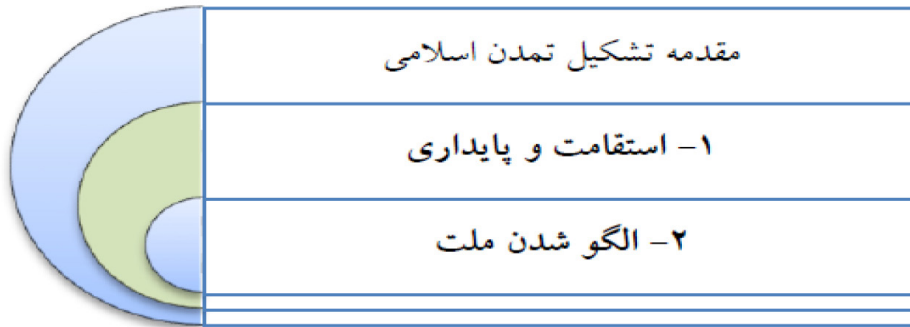 مقدمه تشکیل تمدن اسلامی
۱- استقامت و پایداری
۲- الگو شدن ملت